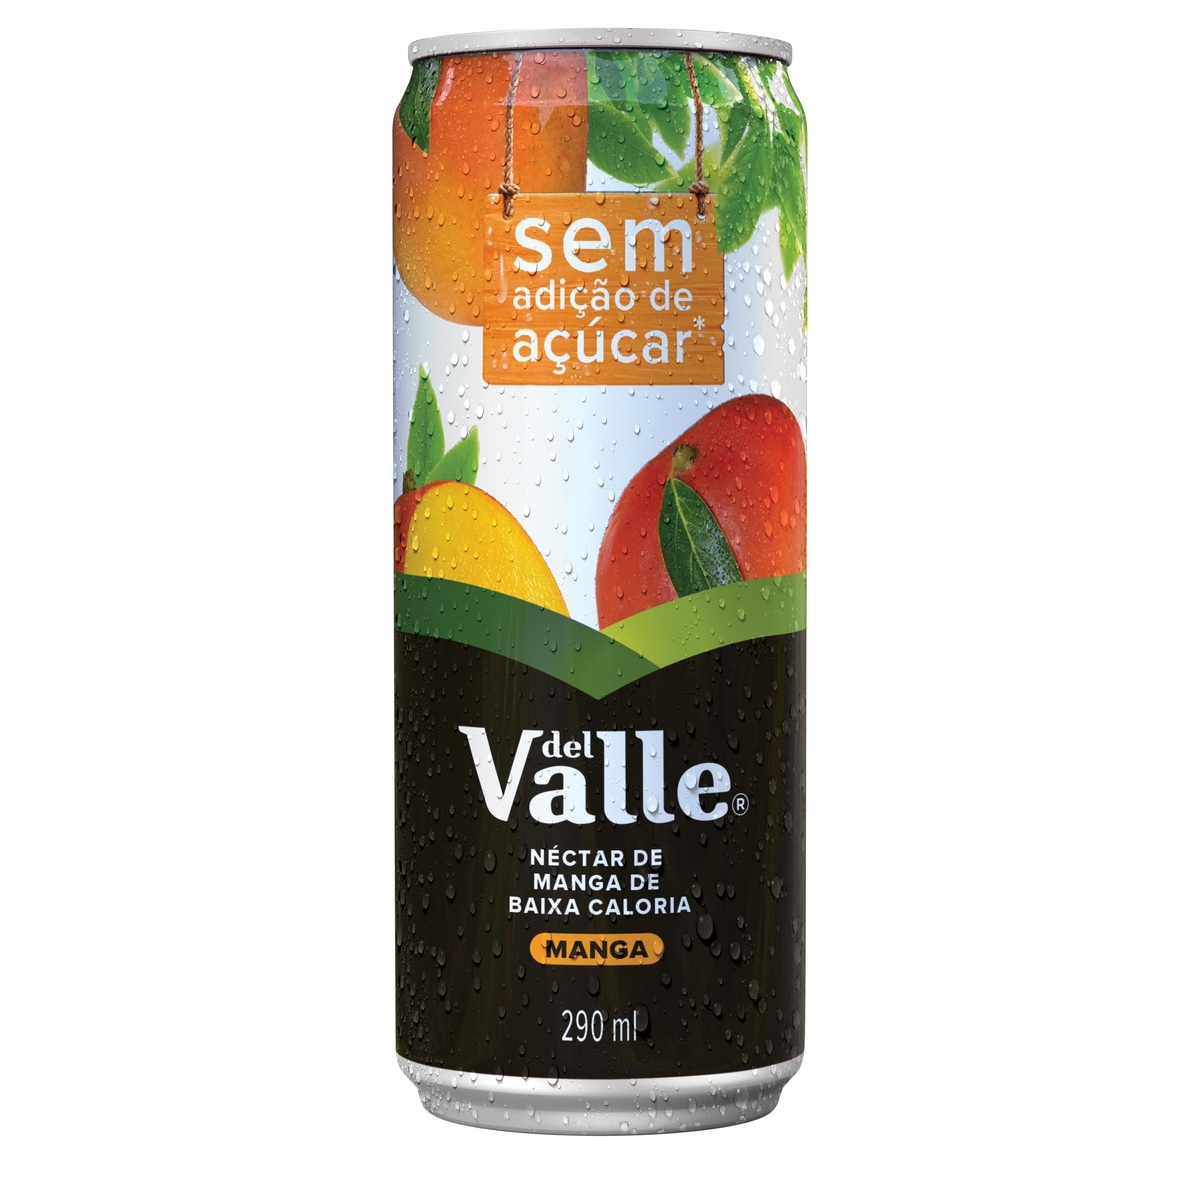 sem
adição de
açúcar*
del
Valle®
NÉCTAR DE
MANGA DE
BAIXA CALORIA
MANGA
290 ml